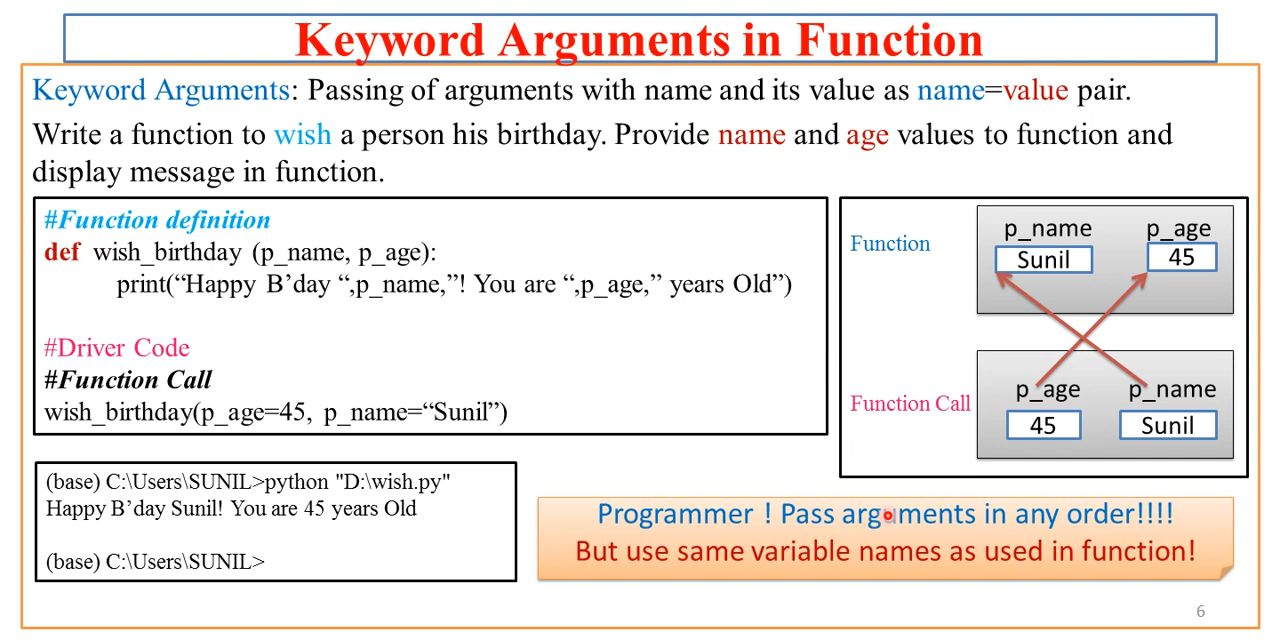 Keyword Arguments in Function
Keyword Arguments: Passing of arguments with name and its value as name=value pair.
Write a function to wish a person his birthday. Provide name and age values to function and
display message in function.
#Function definition
def wish_birthday (p_name, p_age):
print(“Happy B’day “,p_name,”! You are “,p_age,” years Old”)
#Driver Code
#Function Call
wish_birthday(p_age=45, p_name=“Sunil”)
Function
p_name p_age
Sunil 45
Function Call
p_age p_name
45 Sunil
(base) C:\Users\SUNIL>python "D:\wish.py"
Happy B’day Sunil! You are 45 years Old
(base) C:\Users\SUNIL>
Programmer ! Pass arguments in any order!!!!
But use same variable names as used in function!
6